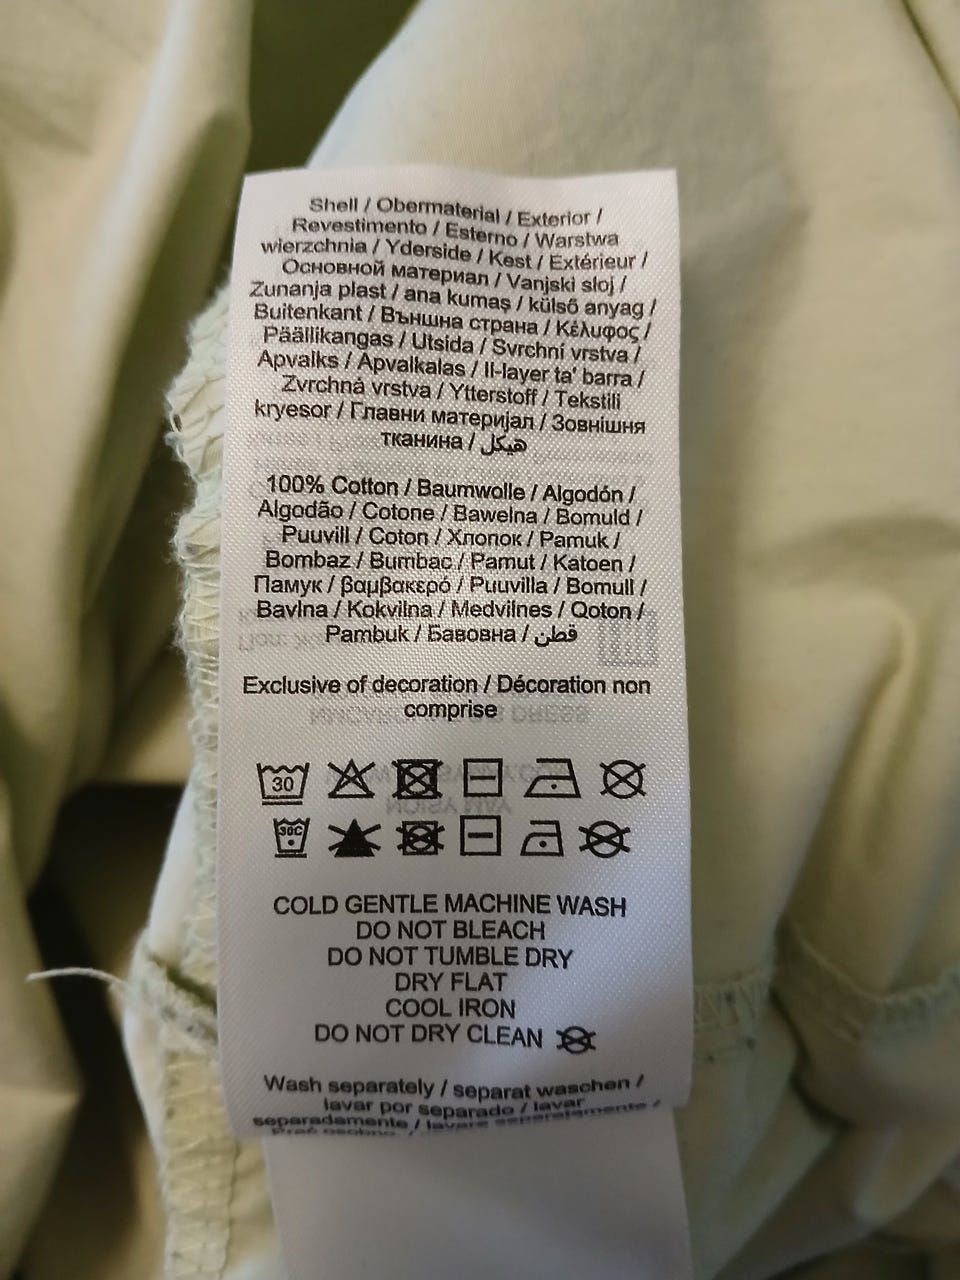 Shell / Obermaterial / Exterior /
Revestimento / Esterno / Warstwa
wierzchnia / Yderside / Kest / Extérieur /
Основной материал / Vanjski sloj /
Zunanja plast / ana kumaş / külső anyag /
Buitenkant / Външна страна / Κέλυφος /
Päällikangas / Utsida / Svrchní vrstva /
Apvalks / Apvalkalas / Il-layer ta' barra /
Zvrchná vrstva / Ytterstoff / Tekstili
kryesor / Главни материјал / Зовнішня
тканина / هيكل
100% Cotton / Baumwolle / Algodón /
Algodão / Cotone / Bawełna / Bomuld /
Puuvill / Coton / Хлопок / Pamuk /
Bombaz / Bumbac / Pamut / Katoen /
Памук / βαμβακερό / Puuvilla / Bomull /
Bavlna / Kokvilna / Medvilnes / Qoton /
Pambuk / Бавовна / قطن
Exclusive of decoration / Décoration non
comprise
30
30C
COLD GENTLE MACHINE WASH
DO NOT BLEACH
DO NOT TUMBLE DRY
DRY FLAT
COOL IRON
DO NOT DRY CLEAN
Wash separately / separat waschen /
lavar por separado / lavar
separadamente / lavare separatamente /